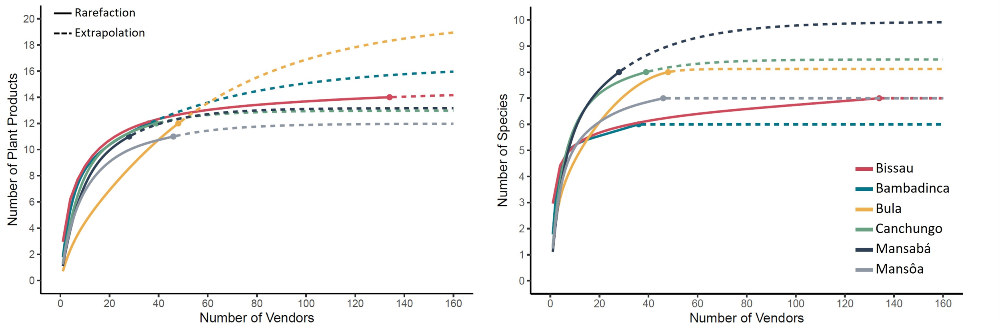 Rarefaction
Extrapolation
Number of Plant Products
20
18
16
14
12
10
8
6
4
2
0
0 20 40 60 80 100 120 140 160
Number of Vendors
Number of Species
10
9
8
7
6
5
4
3
2
1
0
0 20 40 60 80 100 120 140 160
Number of Vendors
Bissau
Bambadinca
Bula
Canchungo
Mansabá
Mansôa